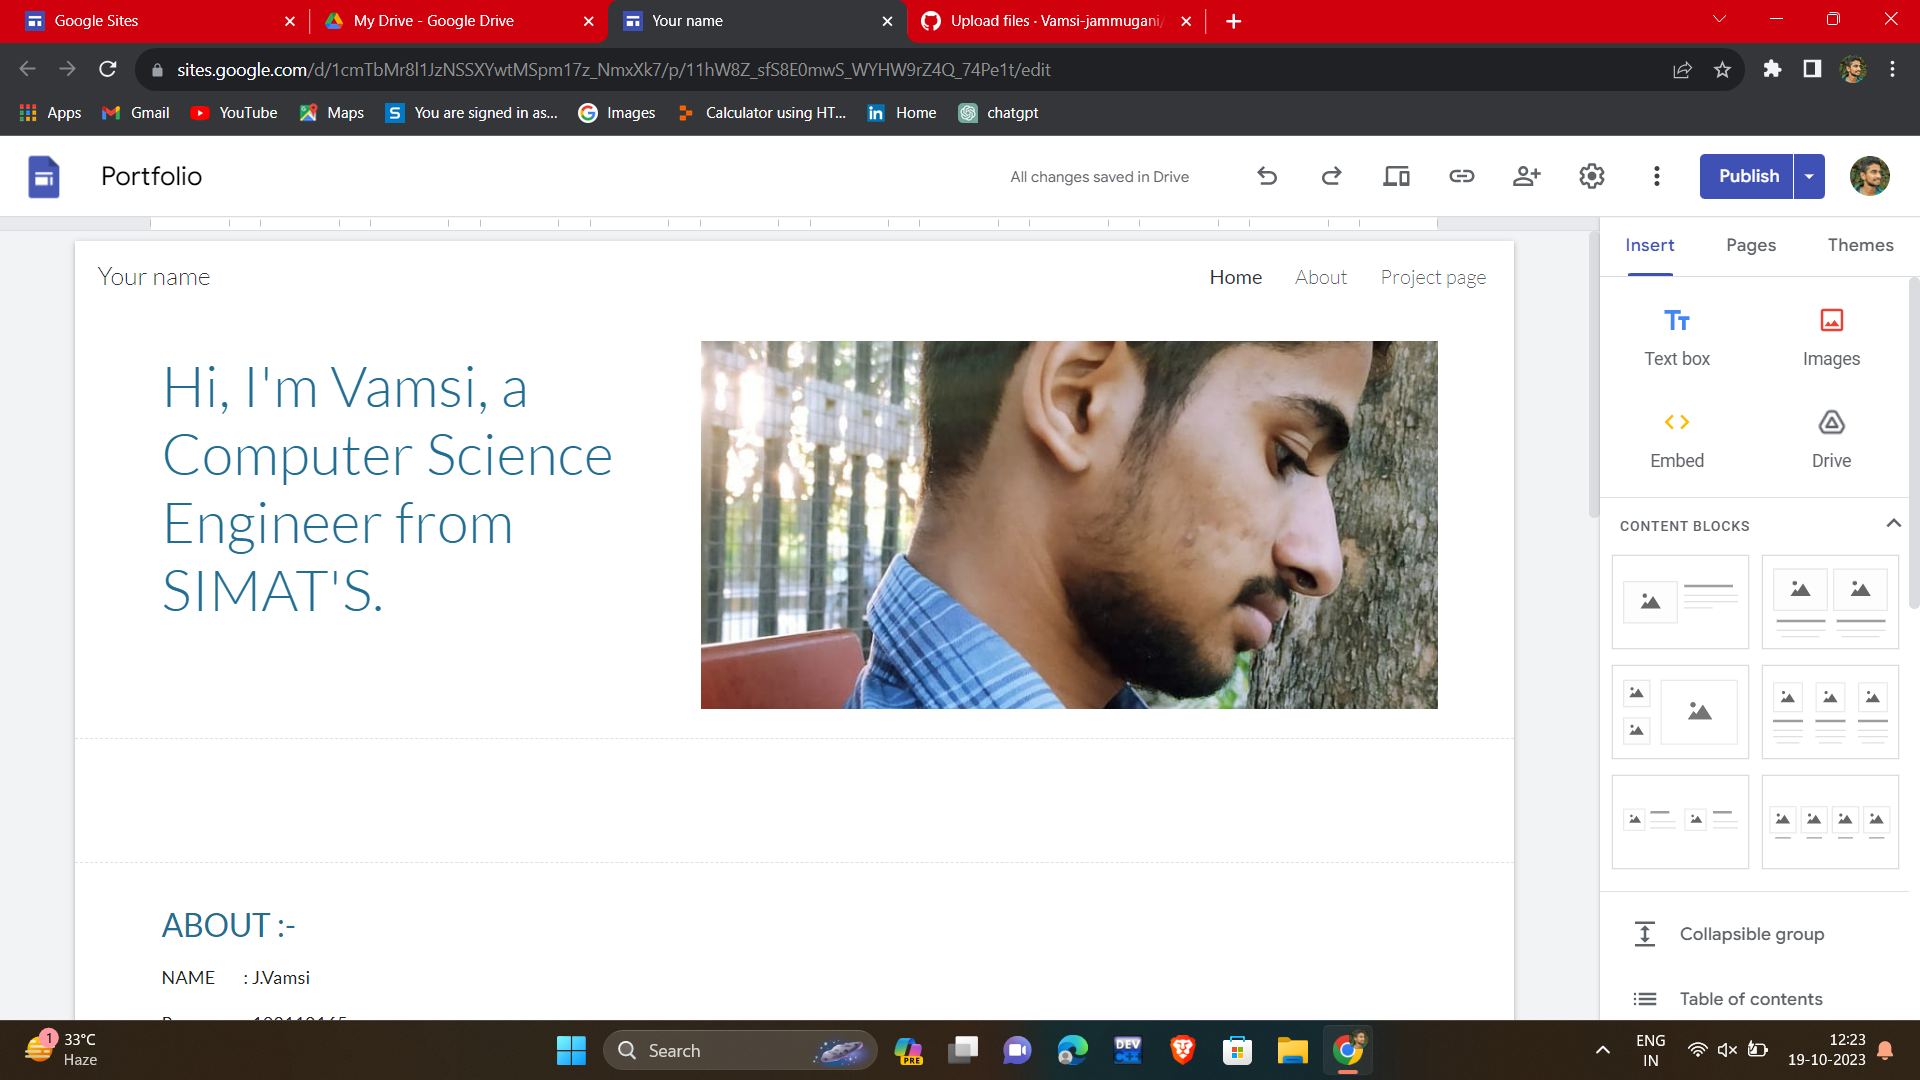 Google Sites
My Drive - Google Drive
Your name
Upload files · Vamsi-jammugani/
sites.google.com/d/1cmTbMr8l1JzNSSXYwtMSpm17z_NmxXk7/p/11hW8Z_sfS8E0mwS_WYHW9rZ4Q_74Pe1t/edit
Apps
Gmail
YouTube
Maps
You are signed in as...
Images
Calculator using HT...
Home
chatgpt
Portfolio
All changes saved in Drive
Publish
Insert
Pages
Themes
Your name
Home
About
Project page
Text box
Images
Embed
Drive
Hi, I'm Vamsi, a
Computer Science
Engineer from
SIMAT'S.
CONTENT BLOCKS
ABOUT :-
NAME : J.Vamsi
Collapsible group
Table of contents
1
33°C
Haze
Search
PRE
DEV
ENG
IN
12:23
19-10-2023